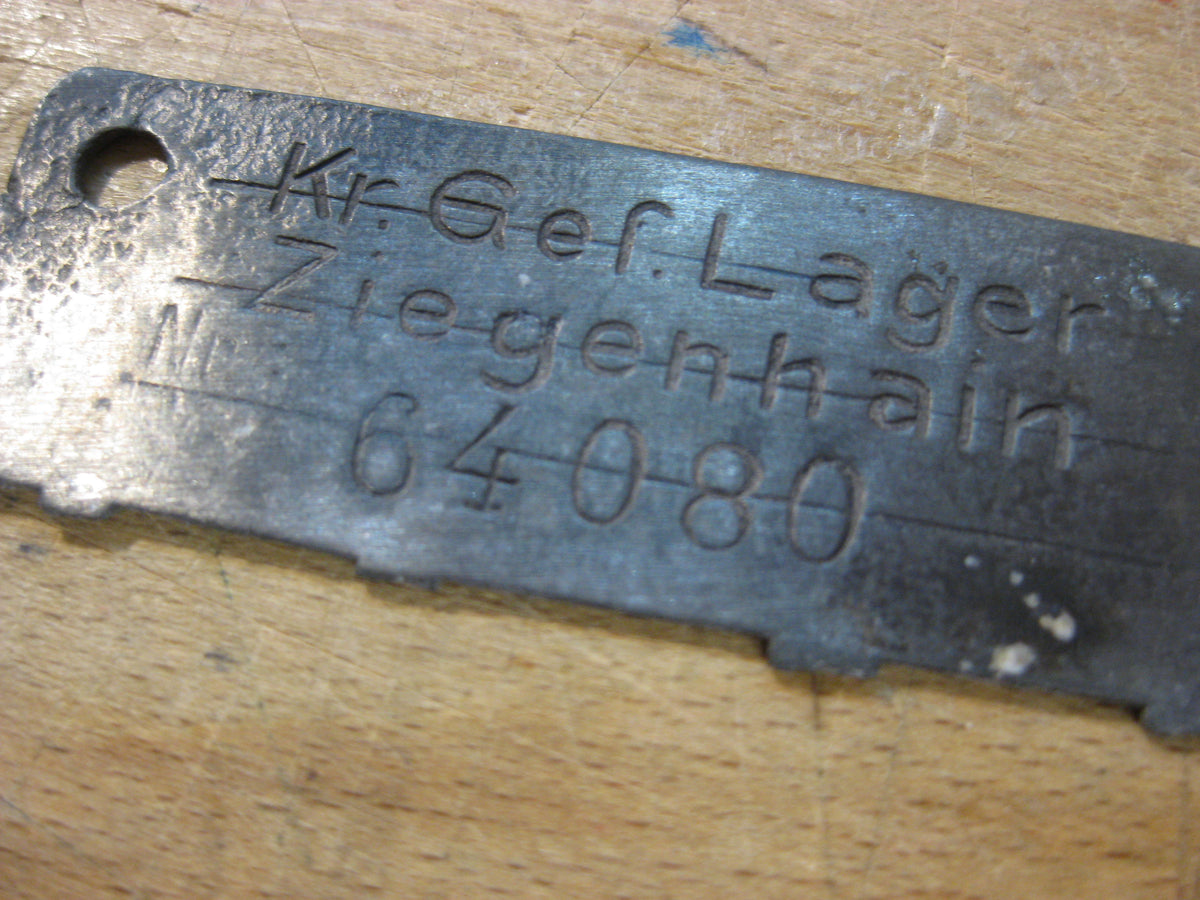 Kr. Gef. Lager
Ziegenhain
Nr.
64080